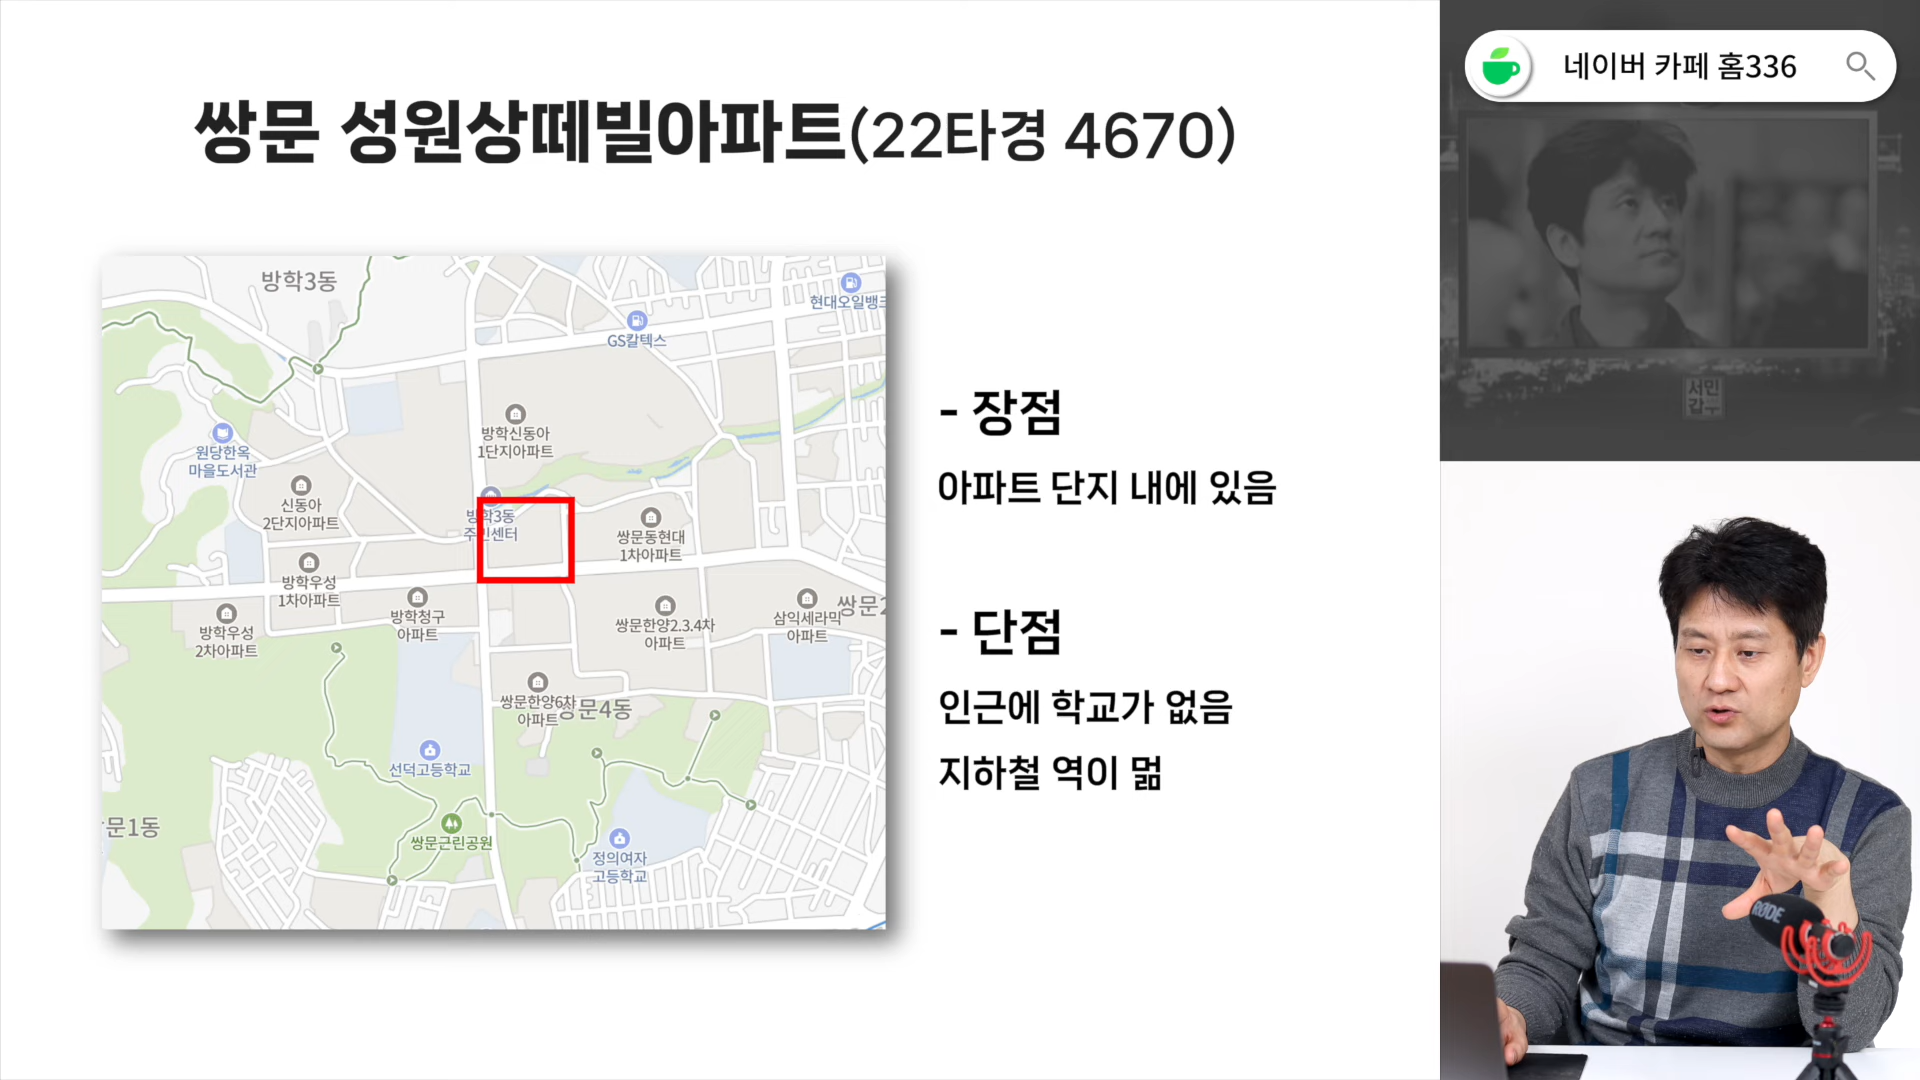 쌍문 성원상떼빌아파트(22타경 4670)
네이버 카페 홈336
서민
갑부
방학3동
현대오일뱅크
GS칼텍스
방학신동아
1단지아파트
원당한옥
마을도서관
신동아
2단지아파트
방학3동
주민센터
쌍문동현대
1차아파트
방학우성
1차아파트
방학청구
아파트
방학우성
2차아파트
쌍문한양2.3.4차
아파트
삼익세라믹
아파트
쌍문2
쌍문한양6차
아파트
쌍문4동
선덕고등학교
문1동
쌍문근린공원
정의여자
고등학교
- 장점
아파트 단지 내에 있음
- 단점
인근에 학교가 없음
지하철 역이 멂
RØDE